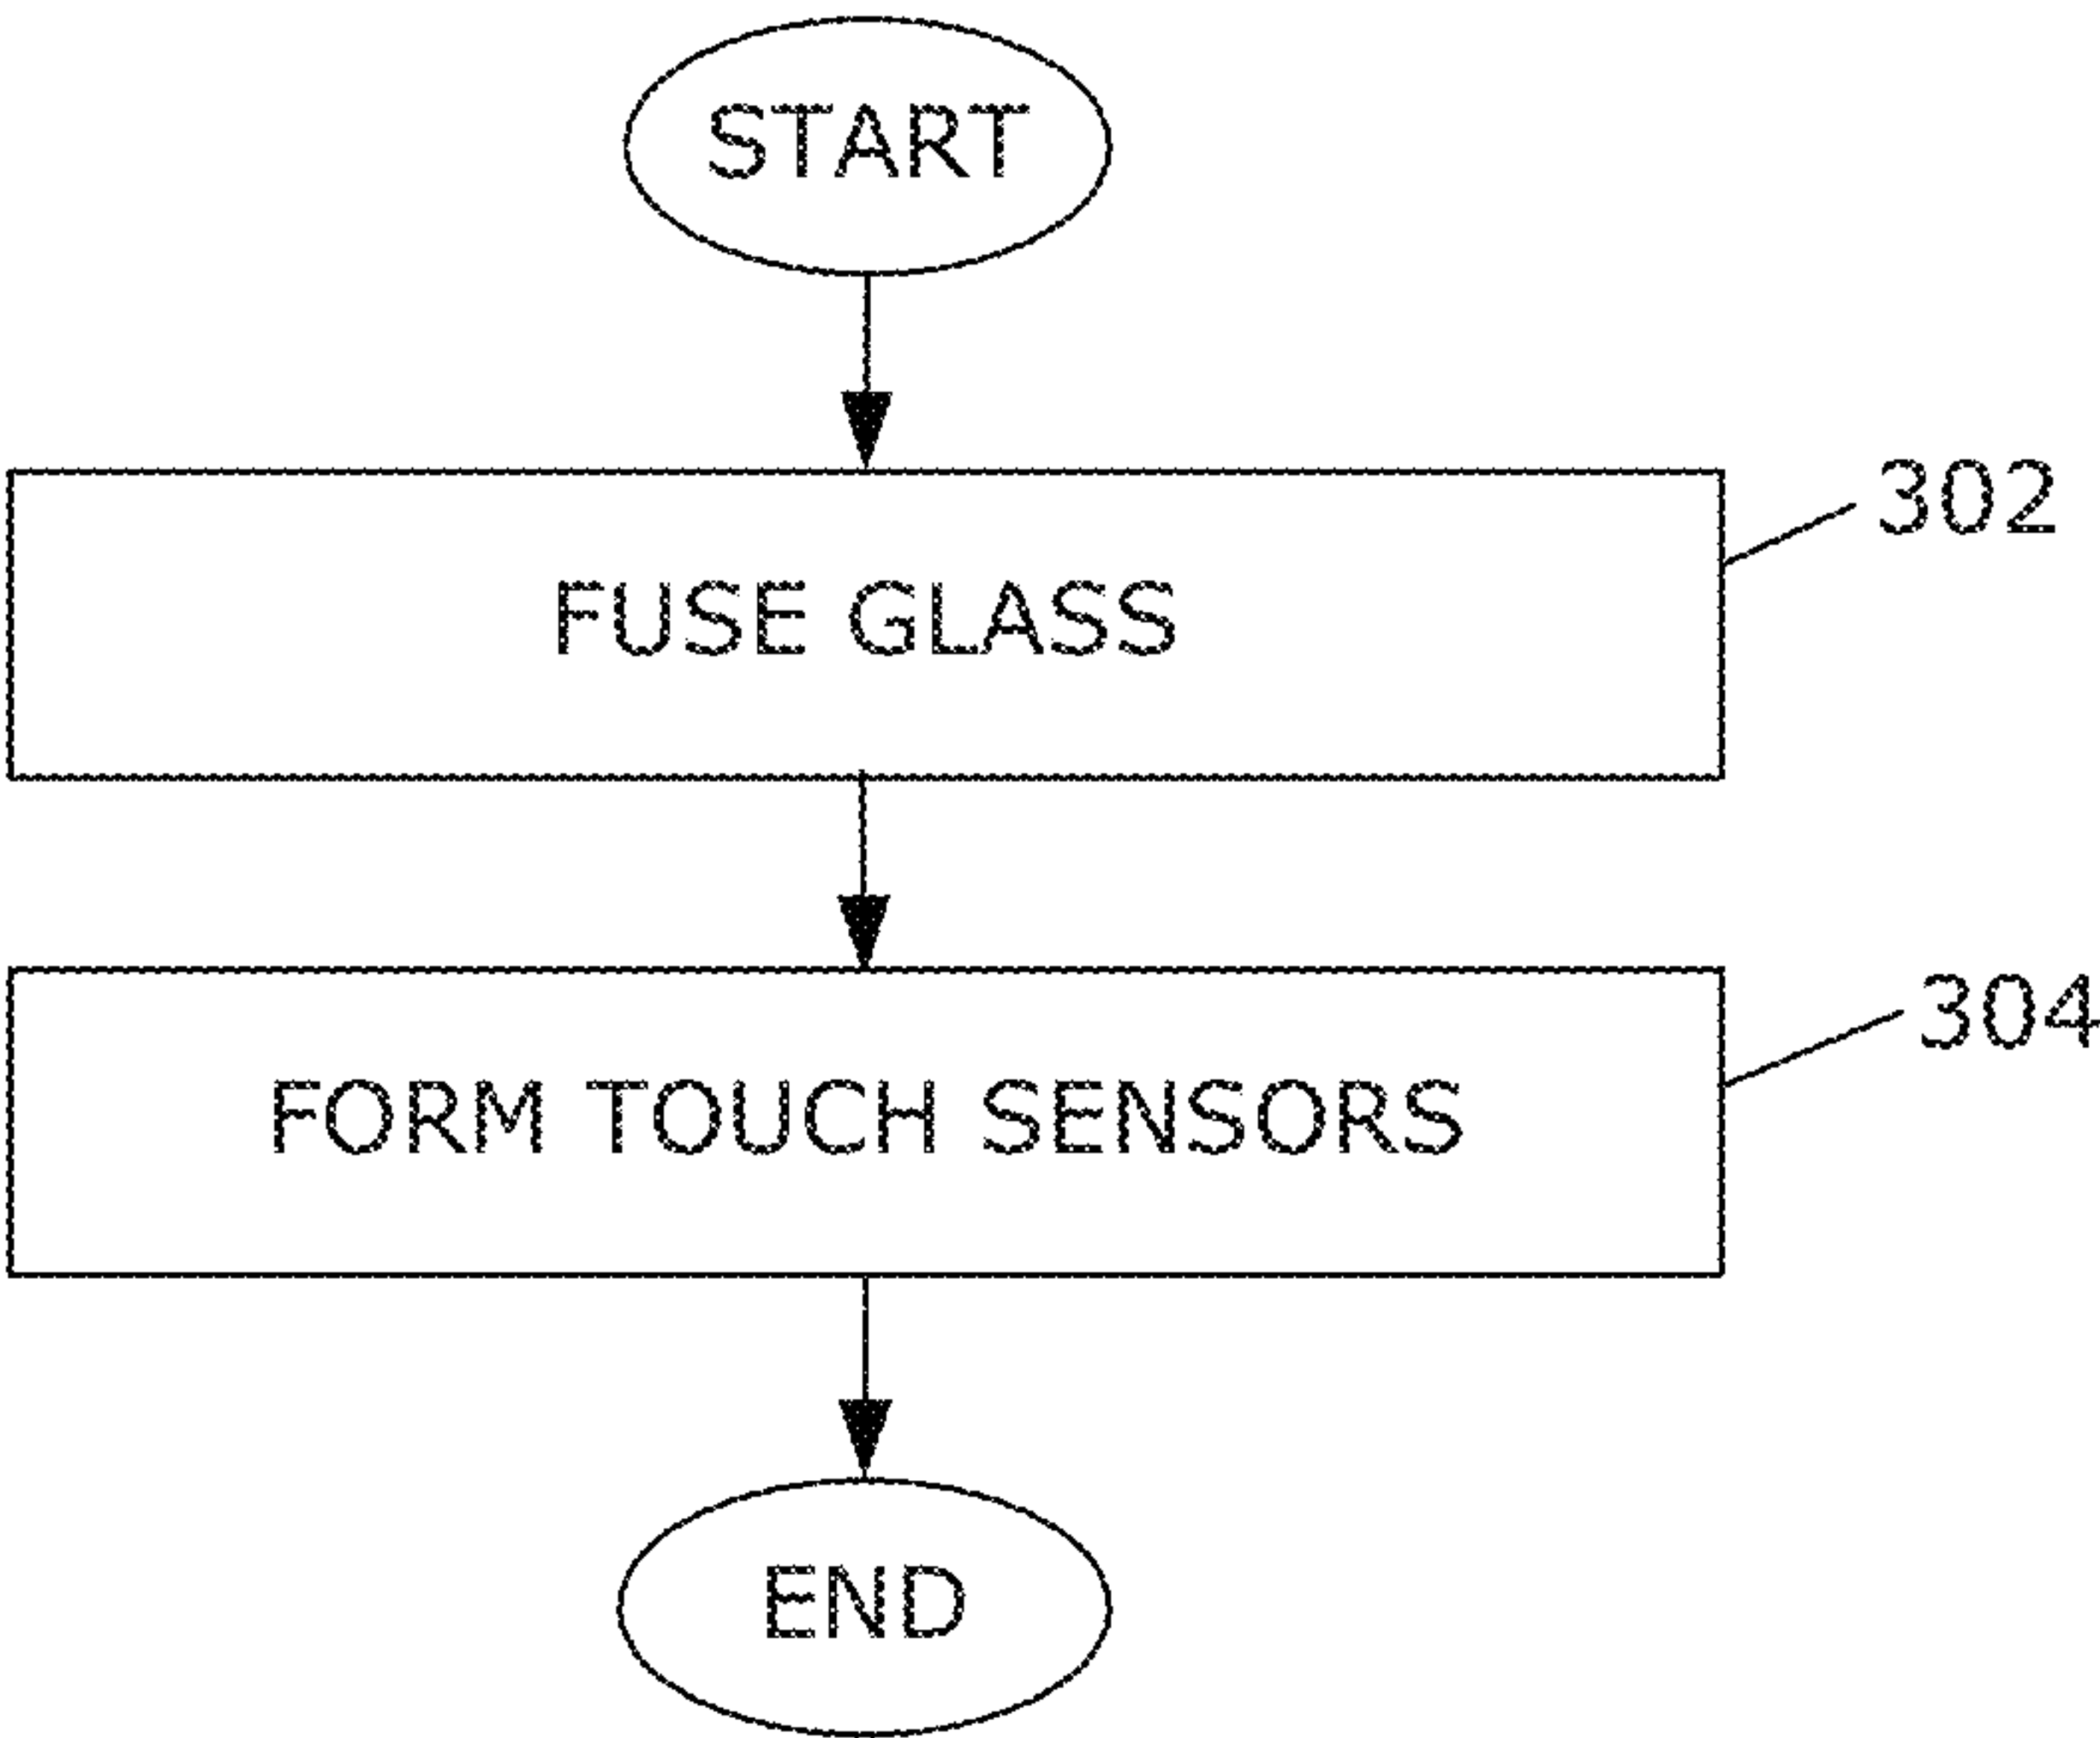 START
302
FUSE GLASS
304
FORM TOUCH SENSORS
END